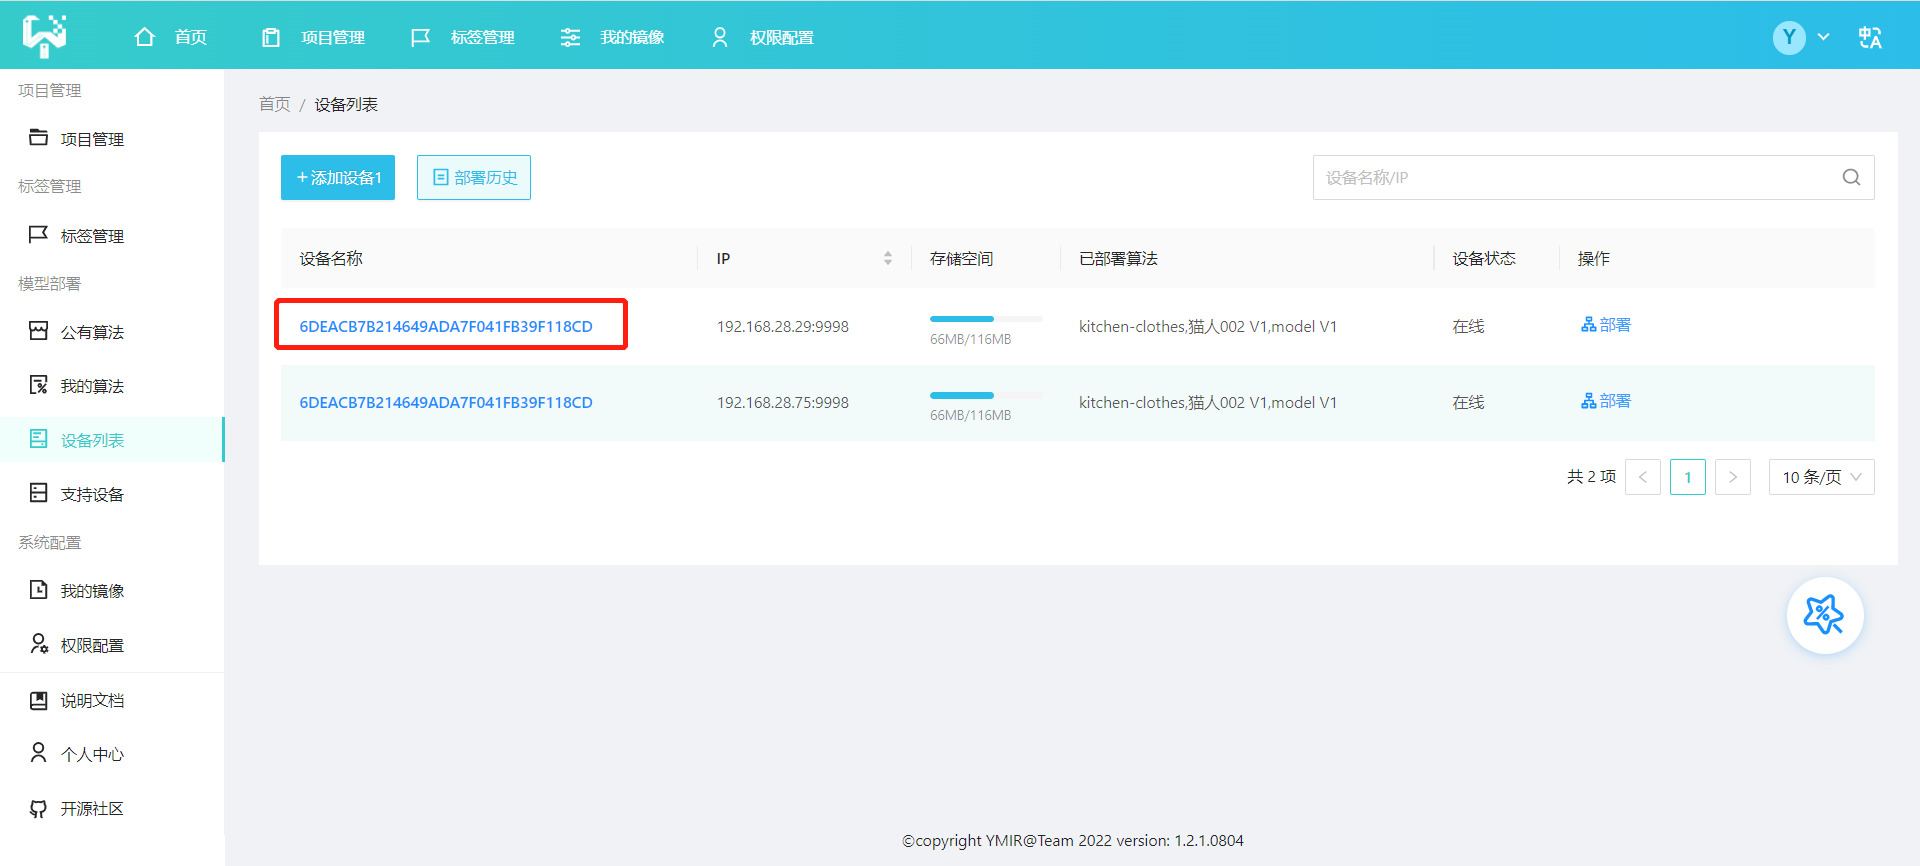 首页 项目管理 标签管理 我的镜像 权限配置 Y
项目管理
项目管理
标签管理
标签管理
模型部署
公有算法
我的算法
设备列表
支持设备
系统配置
我的镜像
权限配置
说明文档
个人中心
开源社区
首页 / 设备列表
+ 添加设备1 部署历史 设备名称/IP
设备名称 IP 存储空间 已部署算法 设备状态 操作
6DEACB7B214649ADA7F041FB39F118CD 192.168.28.29:9998 66MB/116MB kitchen-clothes,猫人002 V1,model V1 在线 部署
6DEACB7B214649ADA7F041FB39F118CD 192.168.28.75:9998 66MB/116MB kitchen-clothes,猫人002 V1,model V1 在线 部署
共 2 项 < 1 > 10 条/页
©copyright YMIR@Team 2022 version: 1.2.1.0804